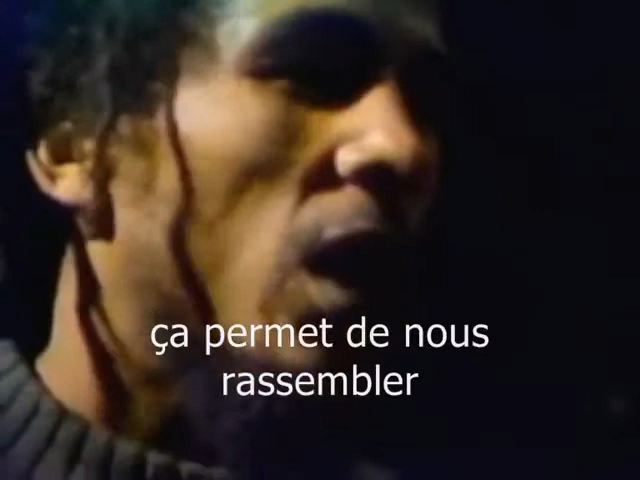 ça permet de nous
rassembler